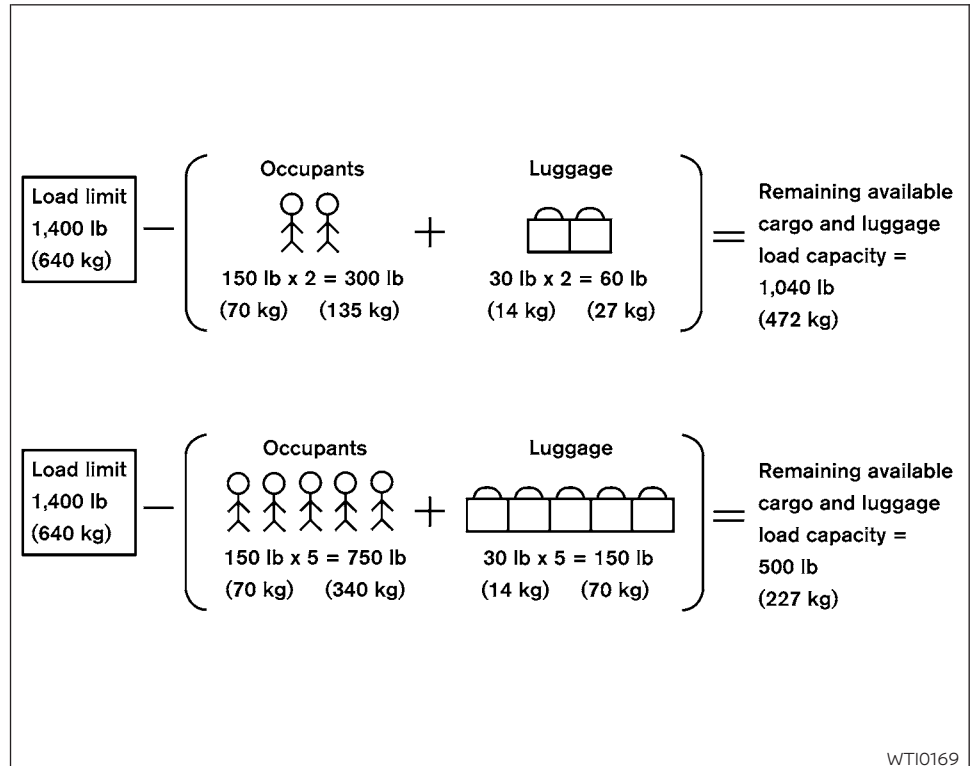 Load limit
1,400 lb
(640 kg)
Occupants
150 lb x 2 = 300 lb
(70 kg) (135 kg)
+
Luggage
30 lb x 2 = 60 lb
(14 kg) (27 kg)
=
Remaining available
cargo and luggage
load capacity =
1,040 lb
(472 kg)
Load limit
1,400 lb
(640 kg)
Occupants
150 lb x 5 = 750 lb
(70 kg) (340 kg)
+
Luggage
30 lb x 5 = 150 lb
(14 kg) (70 kg)
=
Remaining available
cargo and luggage
load capacity =
500 lb
(227 kg)
WTI0169